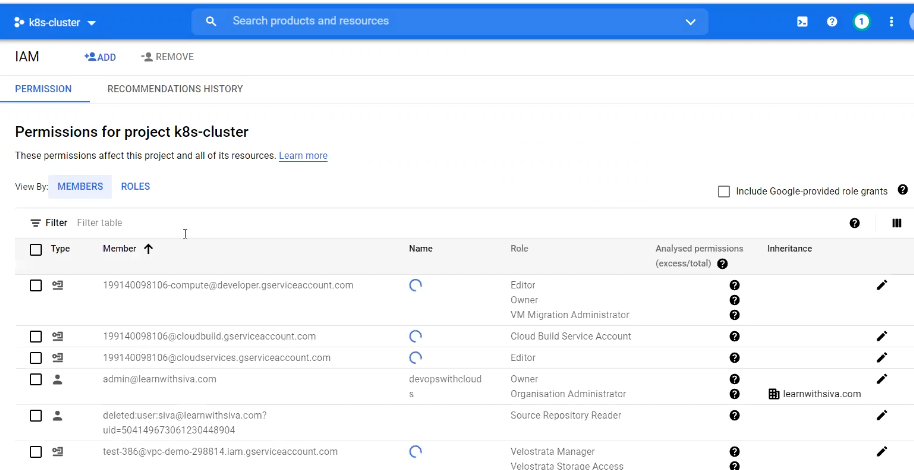 k8s-cluster
Search products and resources
1
IAM
ADD
REMOVE
PERMISSION
RECOMMENDATIONS HISTORY
Permissions for project k8s-cluster
These permissions affect this project and all of its resources. Learn more
View By: MEMBERS ROLES
Include Google-provided role grants
Filter Filter table
Type Member Name Role Analysed permissions Inheritance
(excess/total)
199140098106-compute@developer.gserviceaccount.com Editor
Owner
VM Migration Administrator
199140098106@cloudbuild.gserviceaccount.com Cloud Build Service Account
199140098106@cloudservices.gserviceaccount.com Editor
admin@learnwithsiva.com devopswithcloud Owner
s Organisation Administrator learnwithsiva.com
deleted:user:siva@learnwithsiva.com? Source Repository Reader
uid=504149673061230448904
test-386@vpc-demo-298814.iam.gserviceaccount.com Velostrata Manager
Velostrata Storage Access